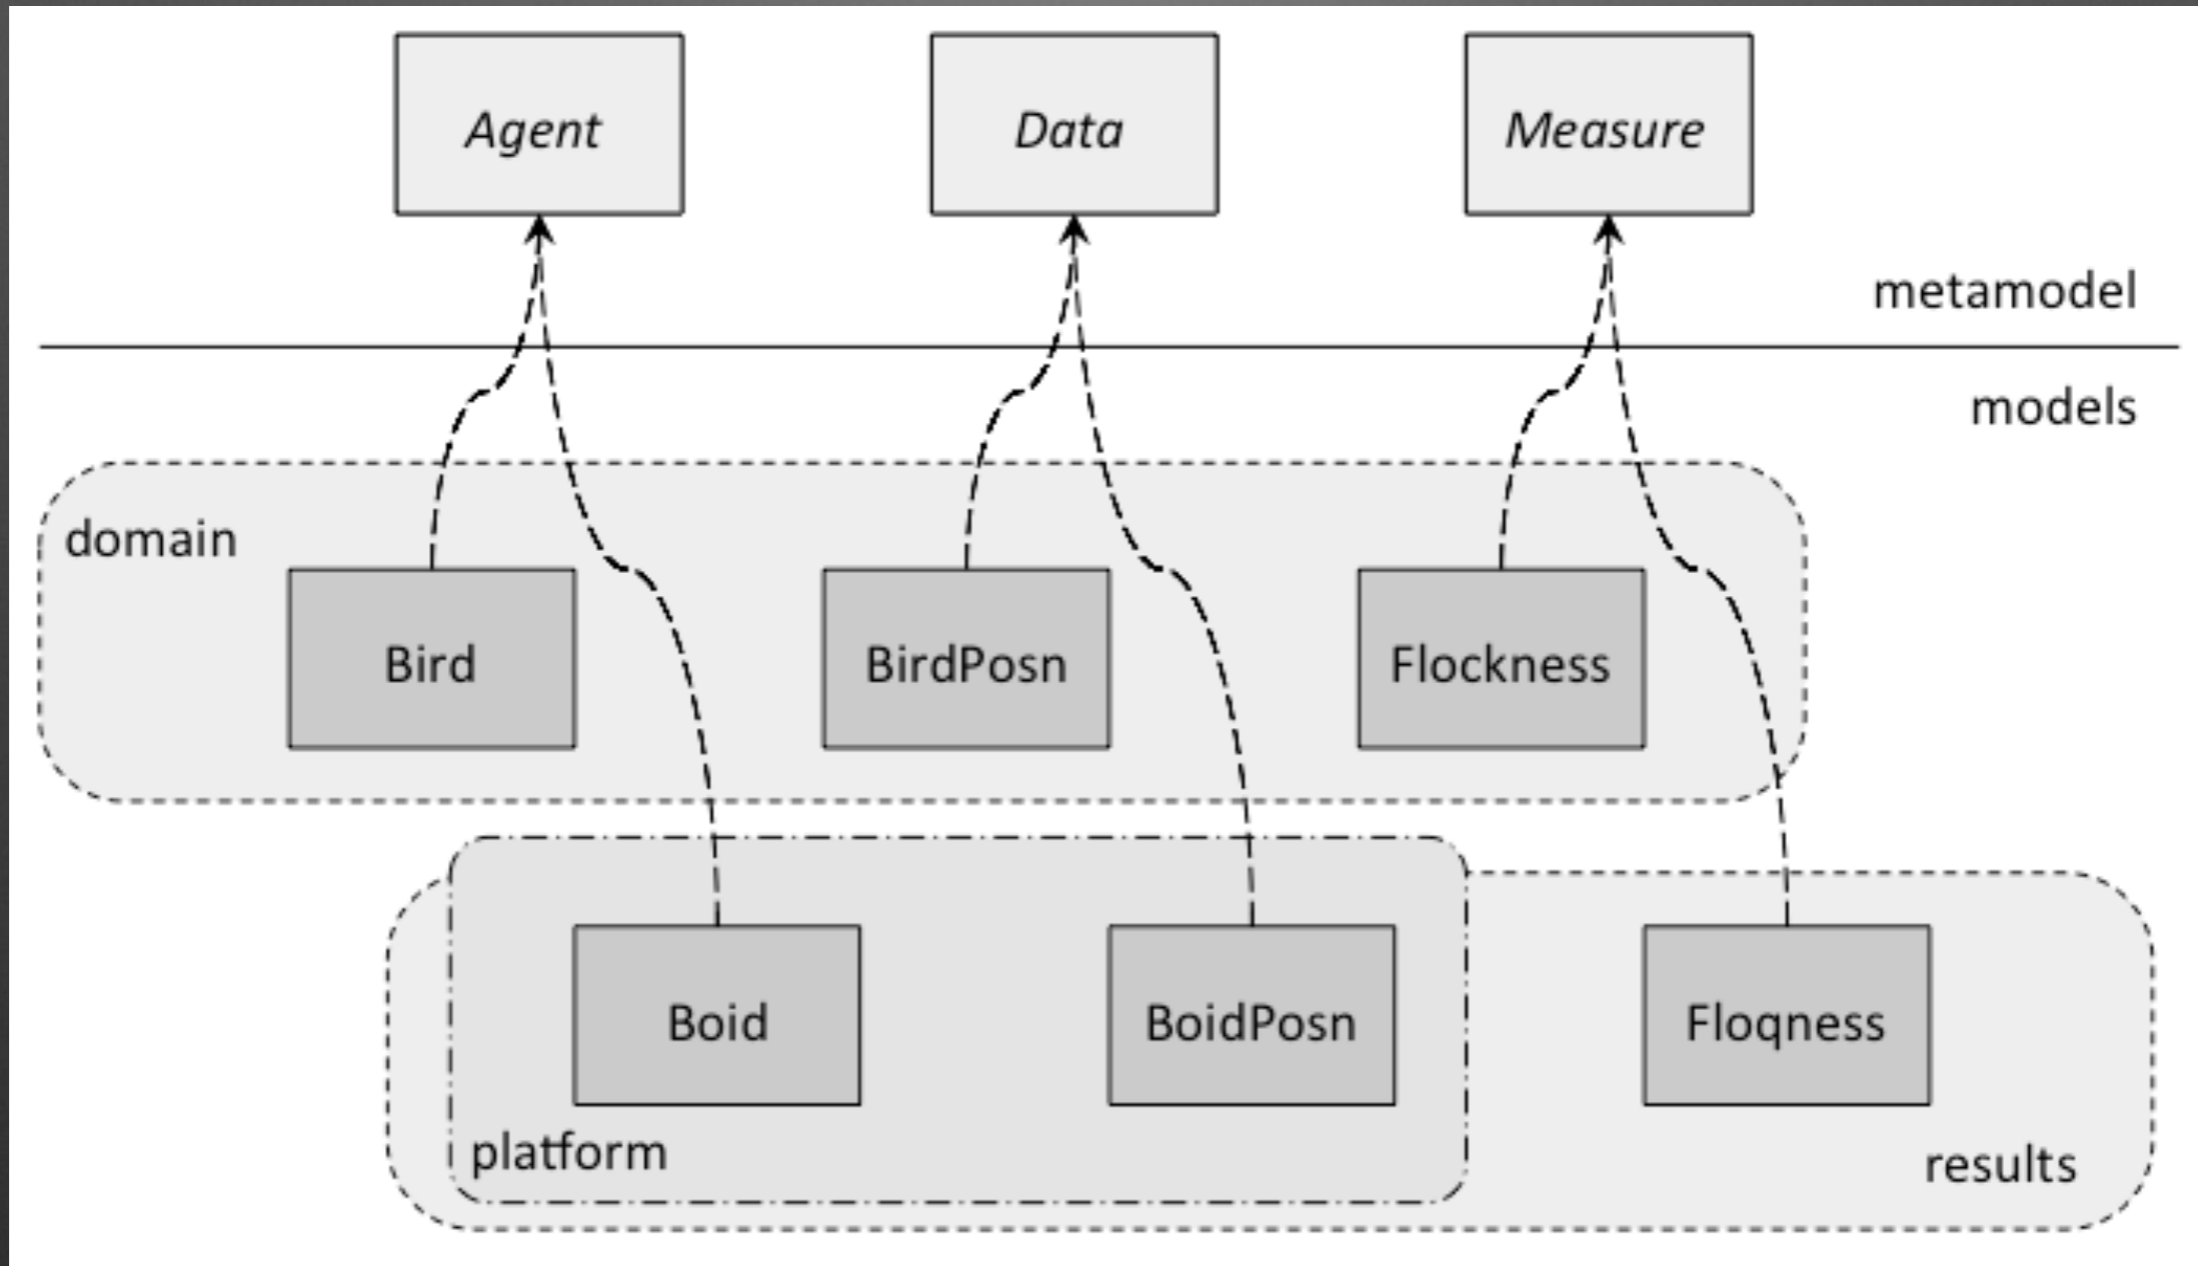 Agent
Data
Measure
metamodel
models
domain
Bird
BirdPosn
Flockness
Boid
BoidPosn
Floqness
platform
results